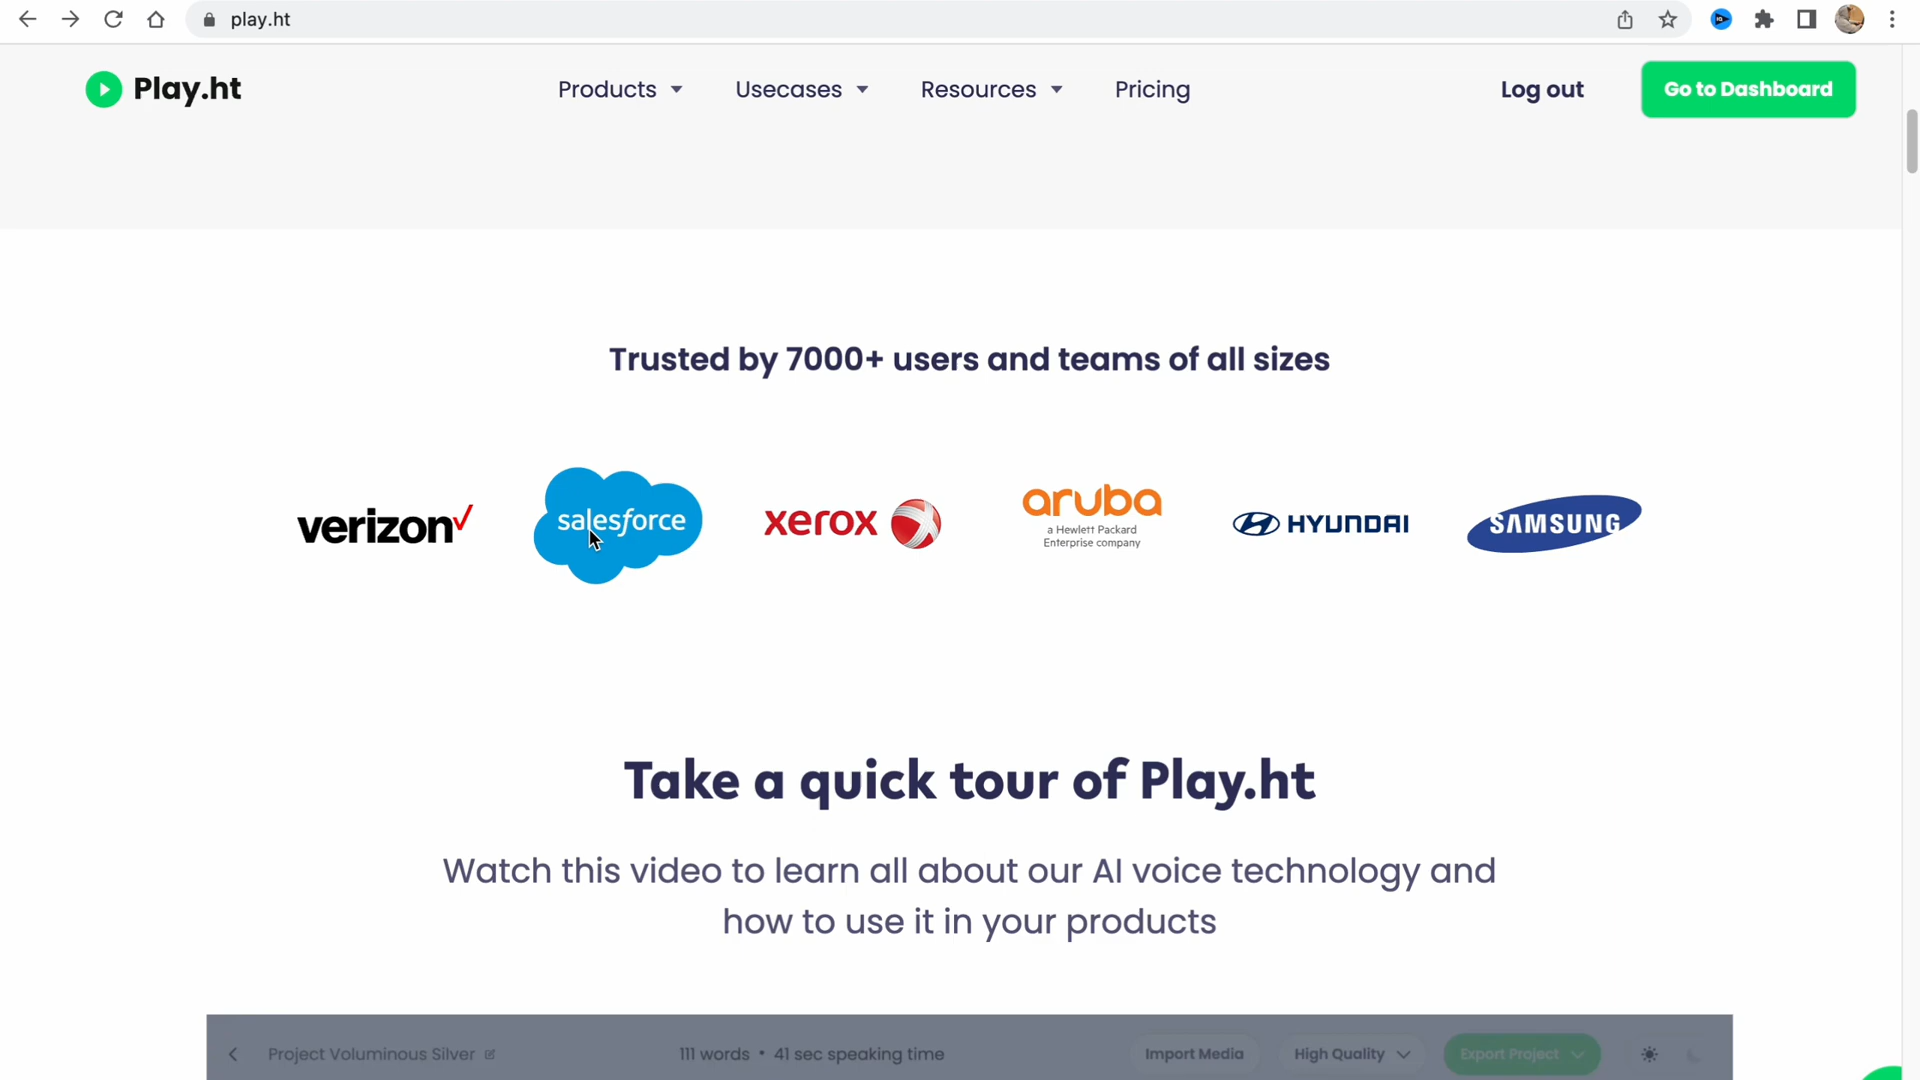 play.ht
Play.ht
Products
Usecases
Resources
Pricing
Log out
Go to Dashboard
Trusted by 7000+ users and teams of all sizes
verizon
salesforce
xerox
aruba
a Hewlett Packard
Enterprise company
HYUNDAI
SAMSUNG
Take a quick tour of Play.ht
Watch this video to learn all about our AI voice technology and
how to use it in your products
Project Voluminous Silver
111 words • 41 sec speaking time
Import Media
High Quality
Export Project